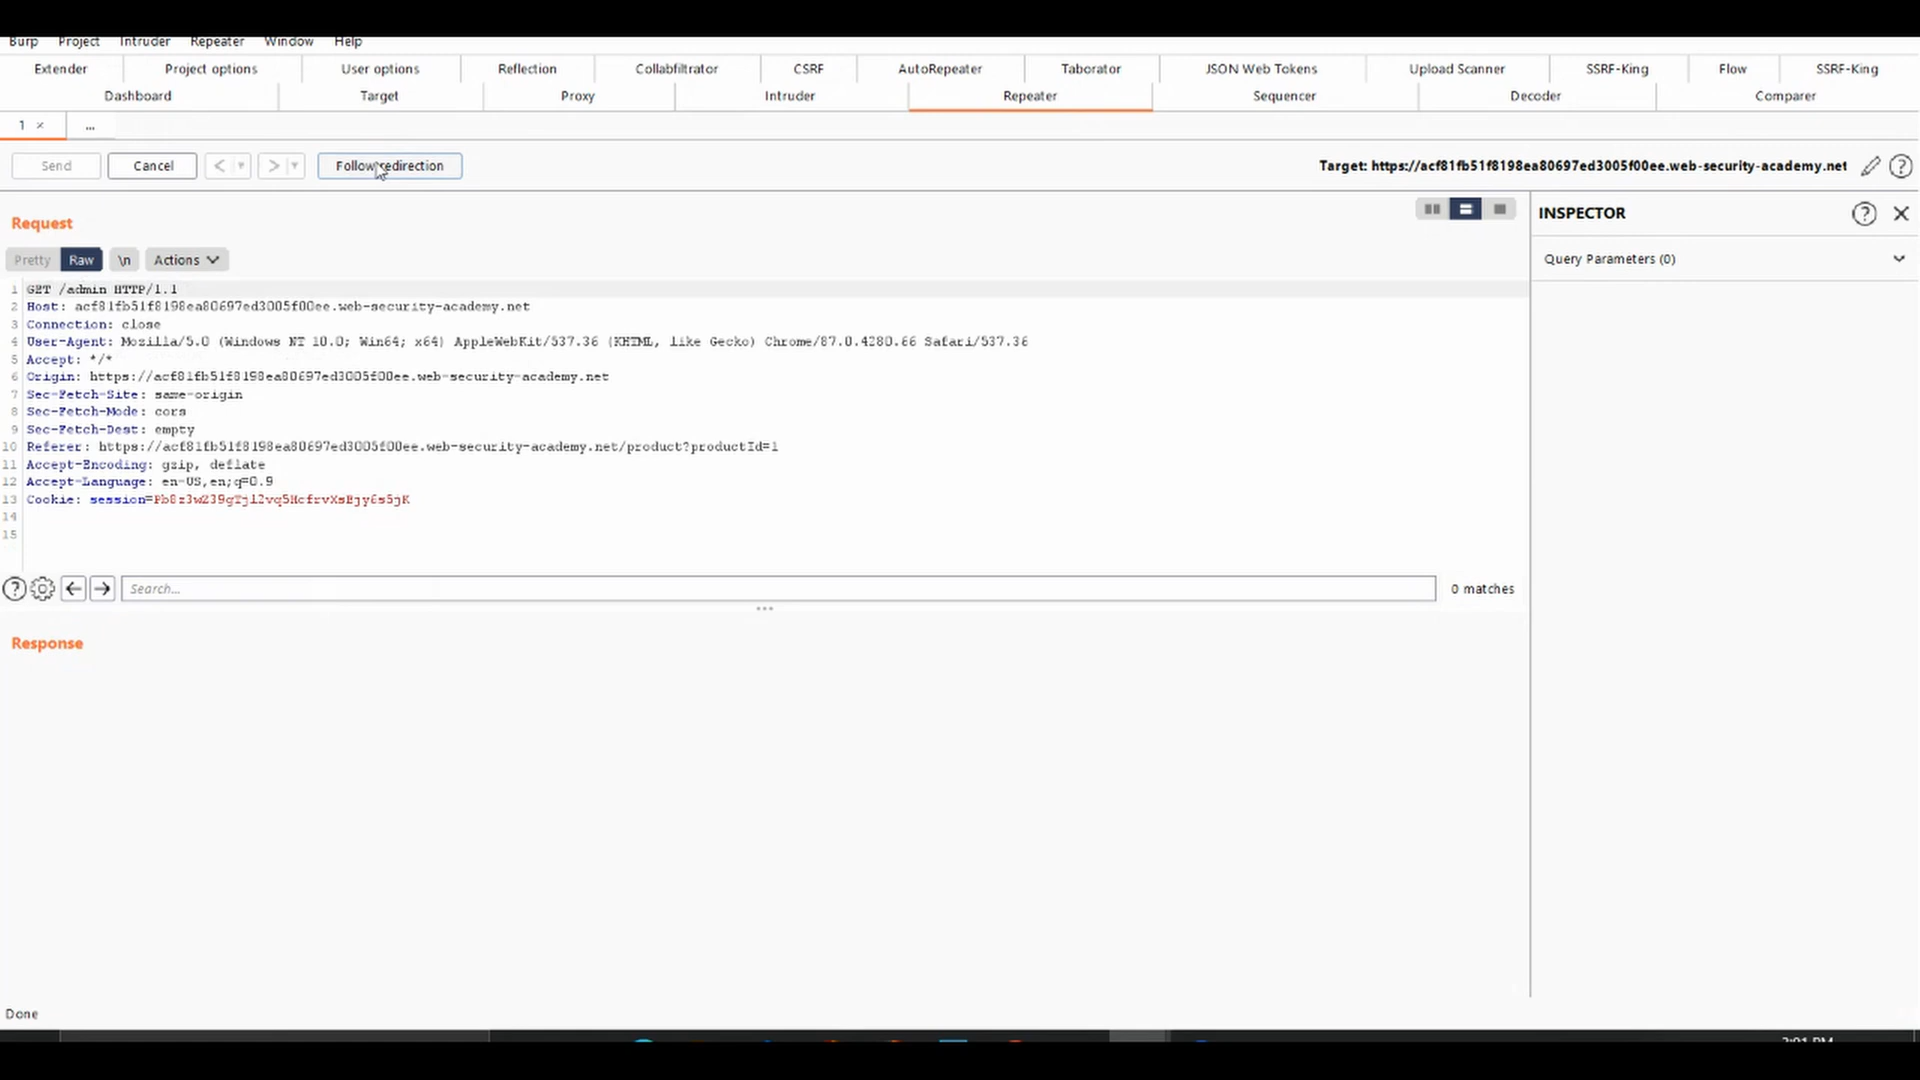 Burp Project Intruder Repeater Window Help
Extender Project options User options Reflection Collabfiltrator CSRF AutoRepeater Taborator JSON Web Tokens Upload Scanner SSRF-King Flow SSRF-King
Dashboard Target Proxy Intruder Repeater Sequencer Decoder Comparer
1 × ...
Send Cancel < > Follow redirection Target: https://acf81fb51f8198ea80697ed3005f00ee.web-security-academy.net
Request
INSPECTOR
Pretty Raw \n Actions
Query Parameters (0)
1 GET /admin HTTP/1.1
2 Host: acf81fb51f8198ea80697ed3005f00ee.web-security-academy.net
3 Connection: close
4 User-Agent: Mozilla/5.0 (Windows NT 10.0; Win64; x64) AppleWebKit/537.36 (KHTML, like Gecko) Chrome/87.0.4280.66 Safari/537.36
5 Accept: */*
6 Origin: https://acf81fb51f8198ea80697ed3005f00ee.web-security-academy.net
7 Sec-Fetch-Site: same-origin
8 Sec-Fetch-Mode: cors
9 Sec-Fetch-Dest: empty
10 Referer: https://acf81fb51f8198ea80697ed3005f00ee.web-security-academy.net/product?productId=1
11 Accept-Encoding: gzip, deflate
12 Accept-Language: en-US,en;q=0.9
13 Cookie: session=
14
15
Search... 0 matches
Response
Done